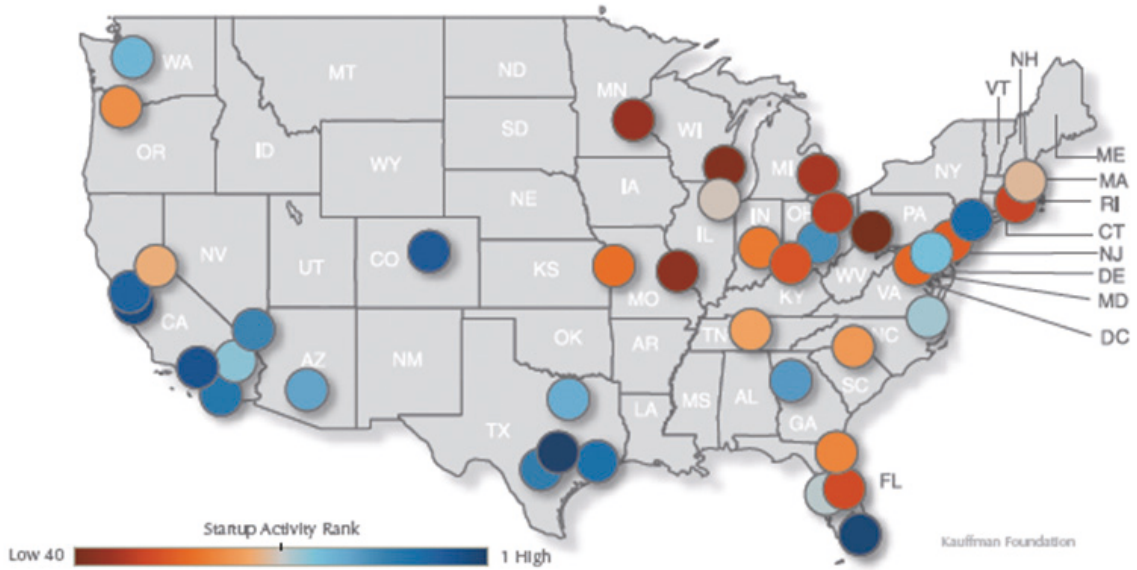 NH
VT
WA
MT
ND
MN
WI
MI
NY
ME
MA
RI
CT
NJ
DE
MD
DC
OR
ID
SD
WY
IA
NE
PA
IL
IN
OH
NV
UT
CO
KS
MO
WV
VA
KY
CA
AZ
NM
OK
AR
TN
NC
SC
TX
LA
MS
AL
GA
FL
Startup Activity Rank
Low 40
1 High
Kauffman Foundation